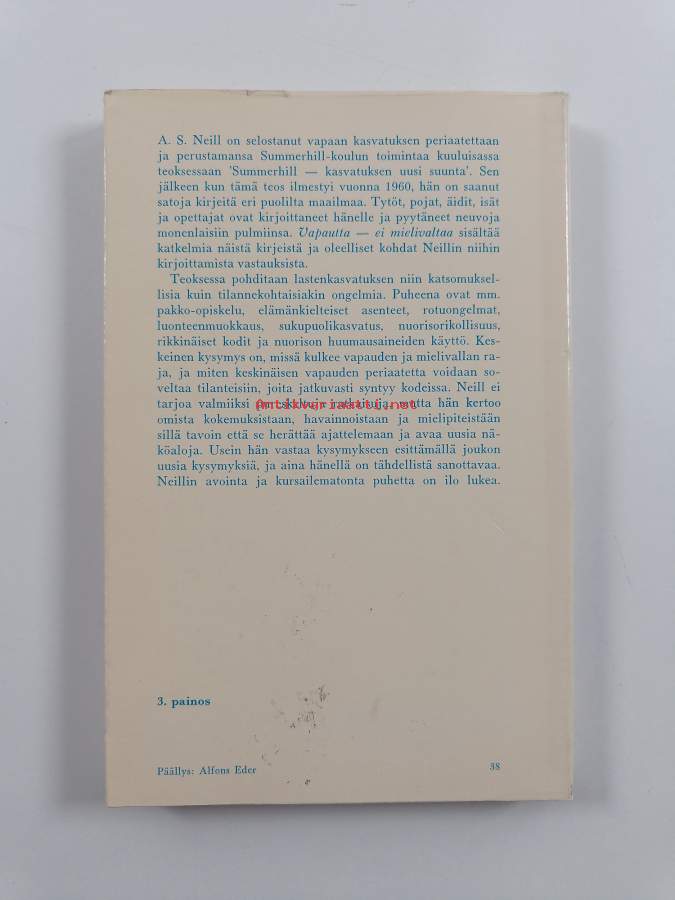 A. S. Neill on selostanut vapaan kasvatuksen periaatettaan
ja perustamansa Summerhill-koulun toimintaa kuuluisassa
teoksessaan 'Summerhill — kasvatuksen uusi suunta'. Sen
jälkeen kun tämä teos ilmestyi vuonna 1960, hän on saanut
satoja kirjeitä eri puolilta maailmaa. Tytöt, pojat, äidit, isät
ja opettajat ovat kirjoittaneet hänelle ja pyytäneet neuvoja
monenlaisiin pulmiinsa. Vapautta — ei mielivaltaa sisältää
katkelmia näistä kirjeistä ja oleelliset kohdat Neillin niihin
kirjoittamista vastauksista.
Teoksessa pohditaan lastenkasvatuksen niin katsomuksel-
lisia kuin tilannekohtaisiakin ongelmia. Puheena ovat mm.
pakko-opiskelu, elämänkielteiset asenteet, rotuongelmat,
luonteenmuokkaus, sukupuolikasvatus, nuorisorikollisuus,
rikkinäiset kodit ja nuorison huumausaineiden käyttö. Kes-
keinen kysymys on, missä kulkee vapauden ja mielivallan ra-
ja, ja miten keskinäisen vapauden periaatetta voidaan so-
veltaa tilanteisiin, joita jatkuvasti syntyy kodeissa. Neill ei
tarjoa valmiiksi ratkaisuja, mutta hän kertoo
Antikvariaattiuj.net
omista kokemuksistaan, havainnoistaan ja mielipiteistään
sillä tavoin että se herättää ajattelemaan ja avaa uusia nä-
köaloja. Usein hän vastaa kysymykseen esittämällä joukon
uusia kysymyksiä, ja aina hänellä on tähdellistä sanottavaa.
Neillin avointa ja kursailematonta puhetta on ilo lukea.
3. painos
Päällys: Alfons Eder
38